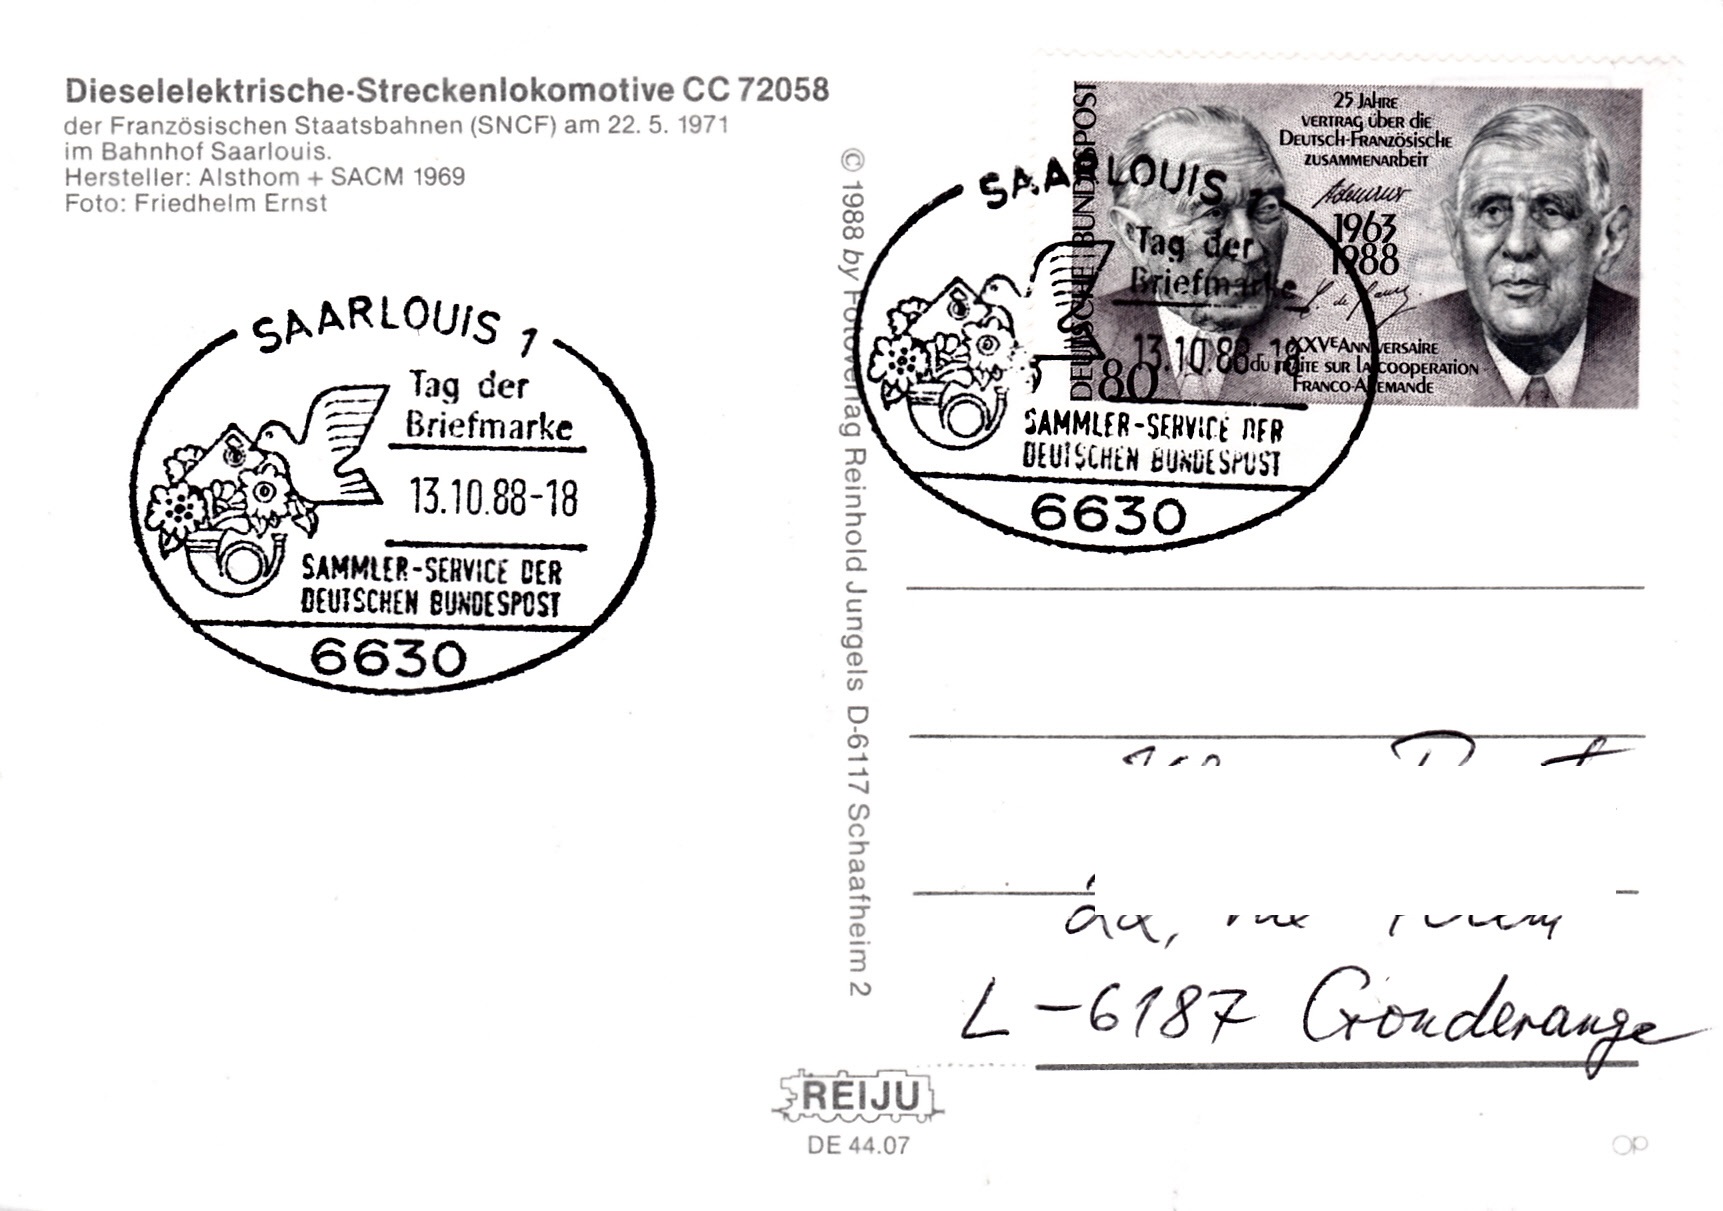 Dieselelektrische-Streckenlokomotive CC 72058
der Französischen Staatsbahnen (SNCF) am 22. 5. 1971
im Bahnhof Saarlouis.
Hersteller: Alsthom + SACM 1969
Foto: Friedhelm Ernst
SAARLOUIS 1
Tag der
Briefmarke
13.10.88-18
SAMMLER-SERVICE DER
DEUTSCHEN BUNDESPOST
6630
© 1988 by Fotoverlag Reinhold Jungels D-6117 Schaafheim 2
DEUTSCHE BUNDESPOST
80
25 JAHRE
VERTRAG ÜBER die
DEUTSCH-FRANZÖSISCHE
ZUSAMMENARBEIT
Adenauer
1963
1988
XXVE ANNIVERSAIRE
du TRAITE SUR LA COOPERATION
FRANCO-ALLEMANDE
SAARLOUIS 1
Tag der
Briefmarke
13.10.88-18
SAMMLER-SERVICE DER
DEUTSCHEN BUNDESPOST
6630
L-6187 Gonderange
REIJU
DE 44.07